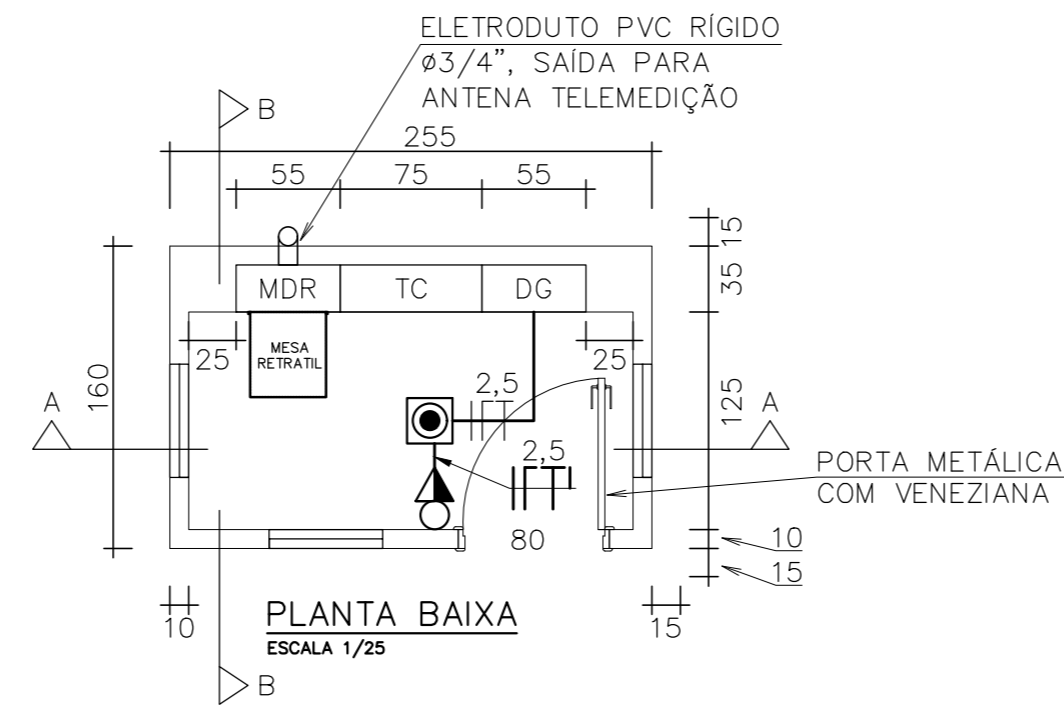 ELETRODUTO PVC RÍGIDO
ø3/4”, SAÍDA PARA
ANTENA TELEMEDIÇÃO
B
255
55 75 55
15
35
MDR TC DG
25
MESA
RETRATIL
25
160
2,5
125
A
A
2,5
PORTA METÁLICA
COM VENEZIANA
80
10
15
10
PLANTA BAIXA
15
ESCALA 1/25
B